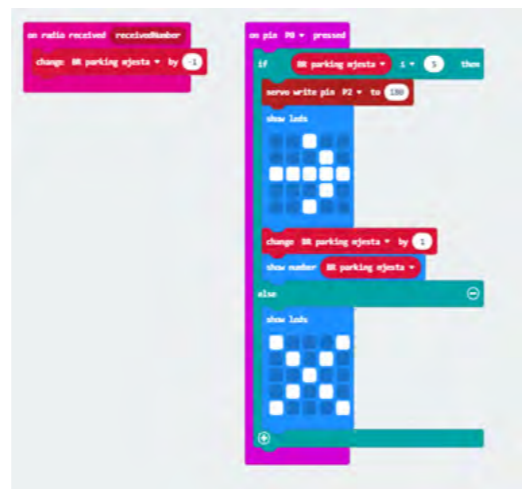 on radio received receivedNumber
change BR parking mjesta by -1
on pin P0 pressed
if BR parking mjesta 5 then
servo write pin P2 to 180
show leds
change BR parking mjesta by 1
show number BR parking mjesta
else
show leds